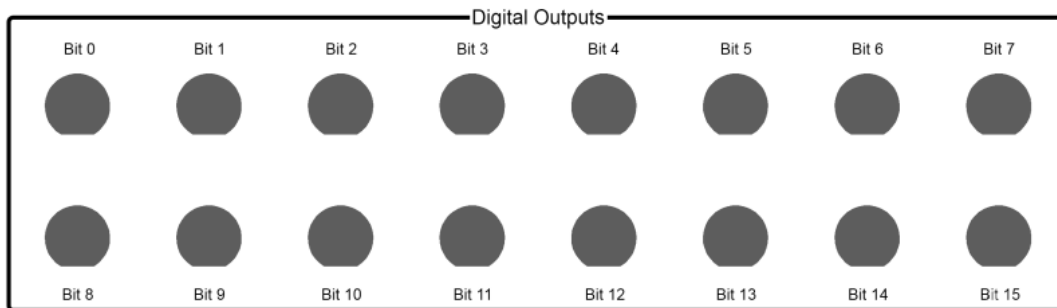 Digital Outputs
Bit 0 Bit 1 Bit 2 Bit 3 Bit 4 Bit 5 Bit 6 Bit 7
Bit 8 Bit 9 Bit 10 Bit 11 Bit 12 Bit 13 Bit 14 Bit 15